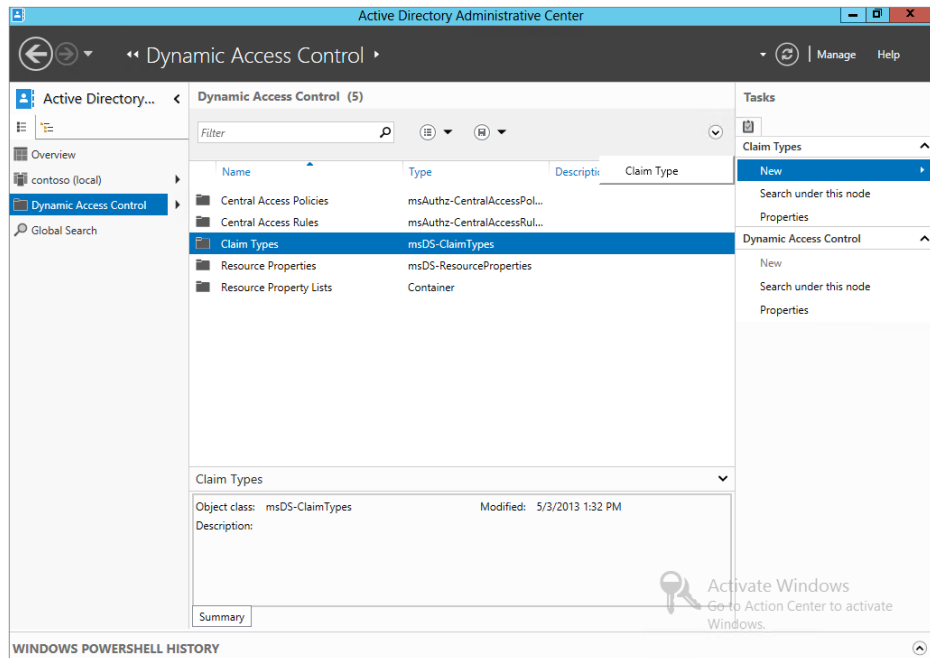 Active Directory Administrative Center
Dynamic Access Control
Manage Help
Active Directory...
Overview
contoso (local)
Dynamic Access Control
Global Search
Dynamic Access Control (5)
Filter
Name Type Descriptic Claim Type
Central Access Policies msAuthz-CentralAccessPol...
Central Access Rules msAuthz-CentralAccessRul...
Claim Types msDS-ClaimTypes
Resource Properties msDS-ResourceProperties
Resource Property Lists Container
Claim Types
Object class: msDS-ClaimTypes Modified: 5/3/2013 1:32 PM
Description:
Summary
Tasks
Claim Types
New
Search under this node
Properties
Dynamic Access Control
New
Search under this node
Properties
Activate Windows
Go to Action Center to activate
Windows.
WINDOWS POWERSHELL HISTORY